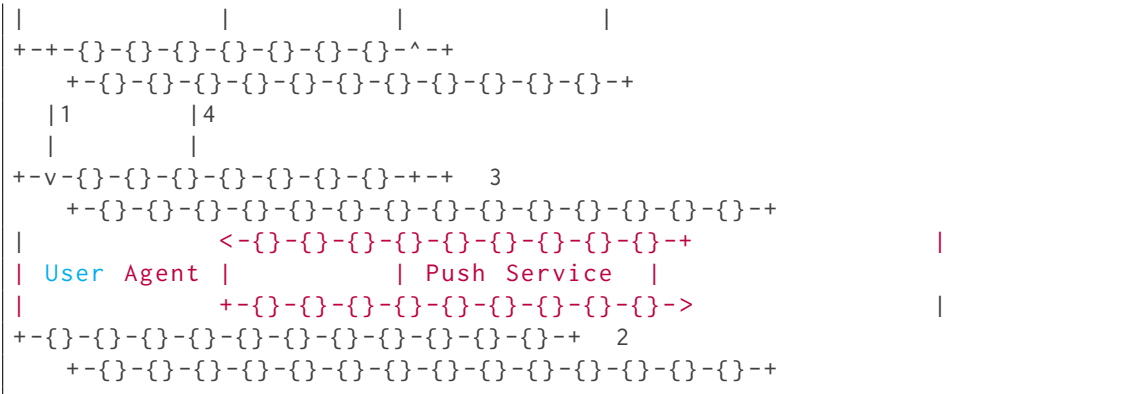 |                 |              |                 |
+-+-{}-{}-{}-{}-{}-{}-{}-^-+
+-{}-{}-{}-{}-{}-{}-{}-{}-{}-{}-{}-+
|1          |4
|           |
+-v-{}-{}-{}-{}-{}-{}-{}-+-+  3
+-{}-{}-{}-{}-{}-{}-{}-{}-{}-{}-{}-{}-{}-{}-+
|                 <-{}-{}-{}-{}-{}-{}-{}-{}-{}-+                    |
| User Agent |              | Push Service  |
|                 +-{}-{}-{}-{}-{}-{}-{}-{}-{}->                    |
+-{}-{}-{}-{}-{}-{}-{}-{}-{}-{}-{}-+  2
+-{}-{}-{}-{}-{}-{}-{}-{}-{}-{}-{}-{}-{}-{}-+